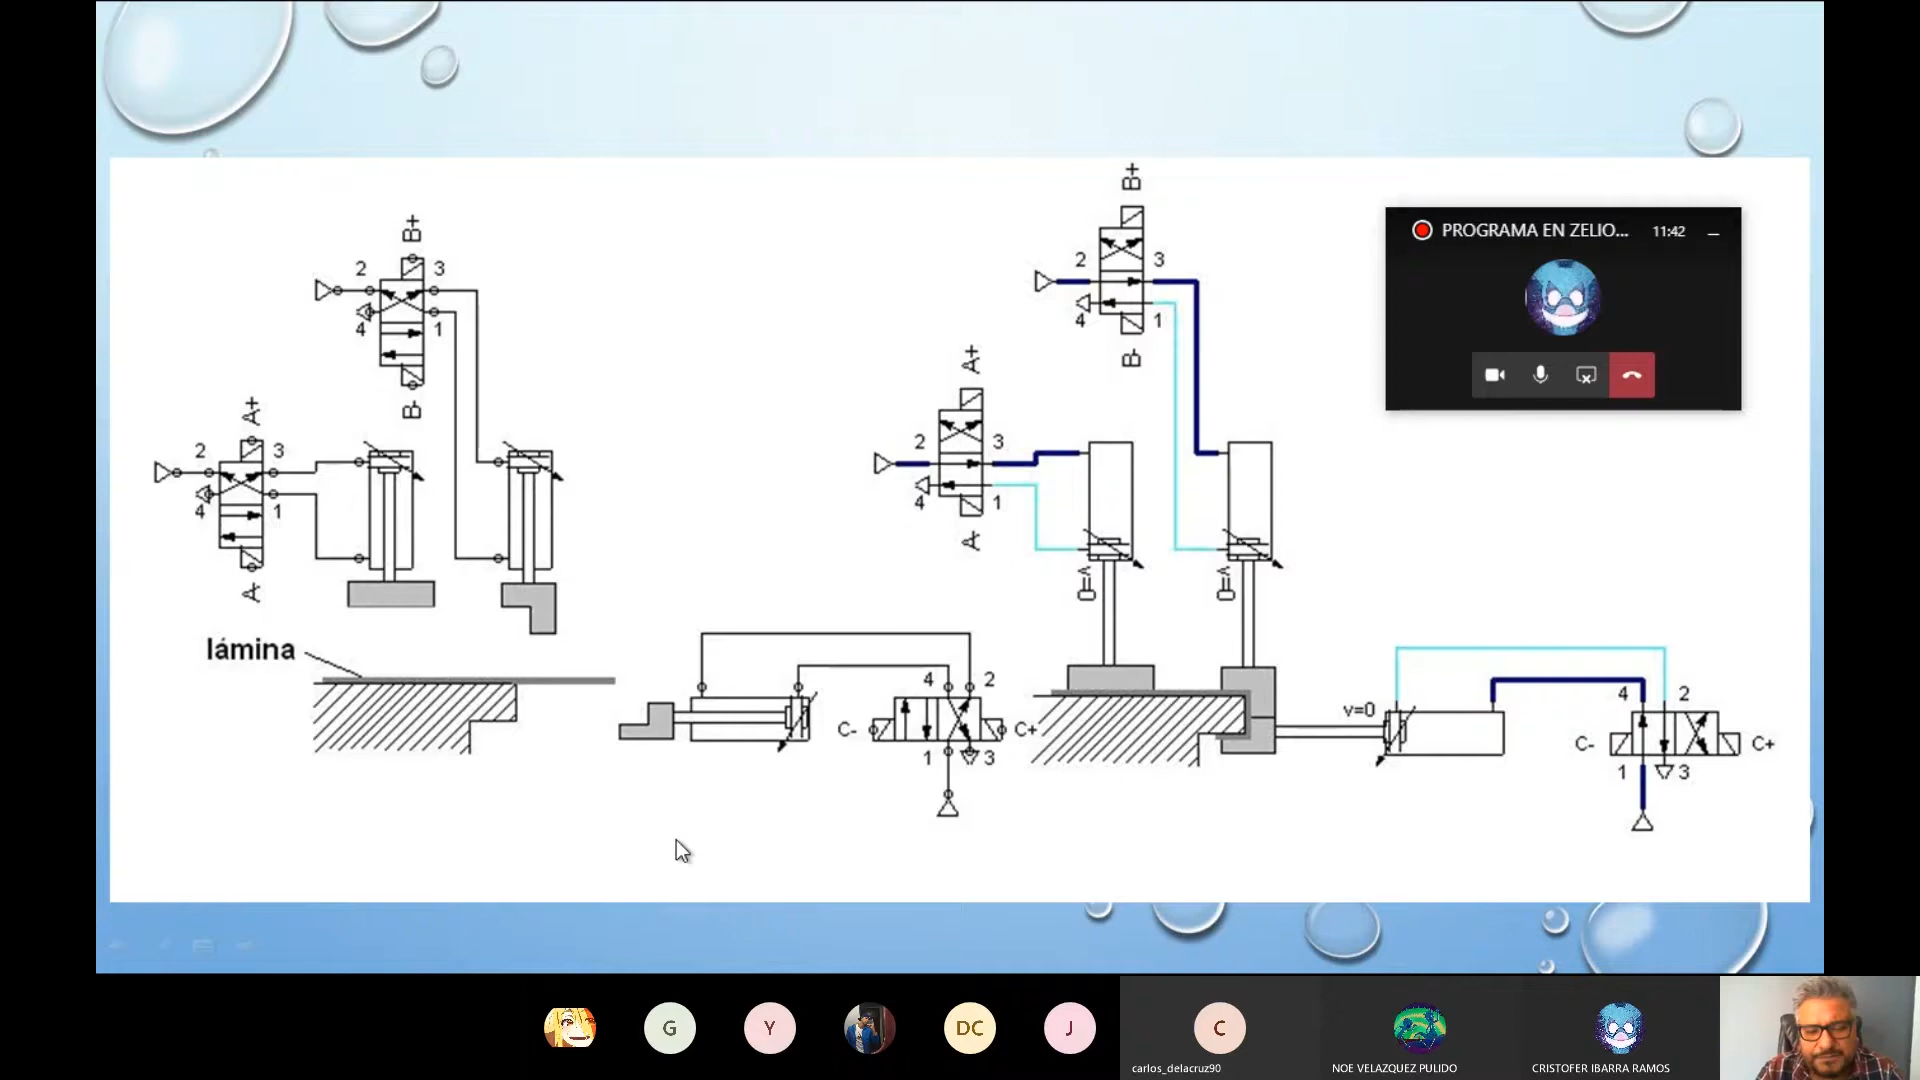 B+
2 3
4 1
B-
A+
2 3
4 1
A-
lámina
4 2
C- C+
1 3
B+
2 3
4 1
B-
A+
2 3
4 1
A-
v=0
4 2
C- C+
1 3
PROGRAMA EN ZELIO... 11:42
G
Y
DC
J
C
carlos_delacruz90
NOE VELAZQUEZ PULIDO
CRISTOFER IBARRA RAMOS